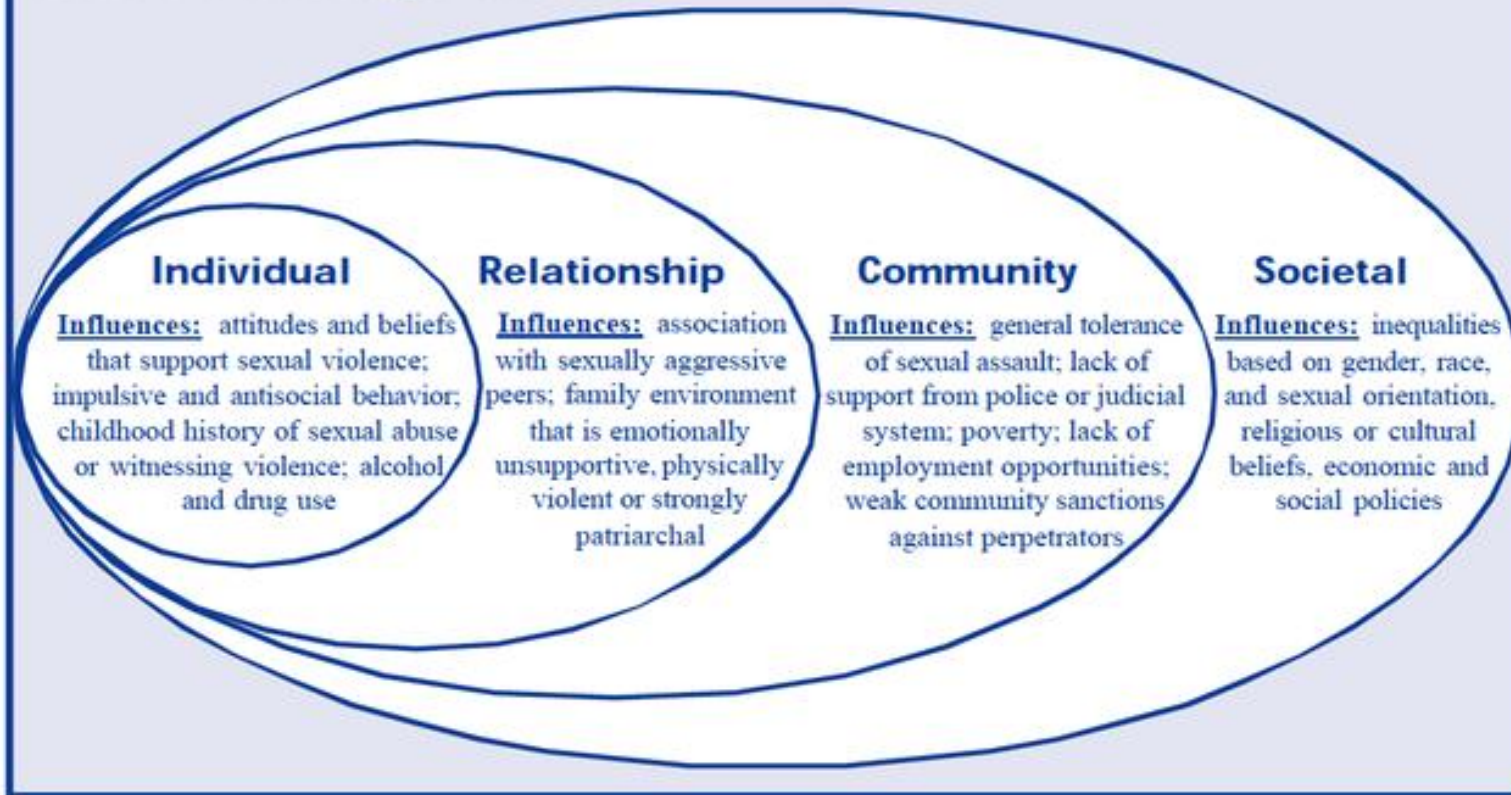 Individual
Influences: attitudes and beliefs
that support sexual violence;
impulsive and antisocial behavior;
childhood history of sexual abuse
or witnessing violence; alcohol
and drug use
Relationship
Influences: association
with sexually aggressive
peers; family environment
that is emotionally
unsupportive, physically
violent or strongly
patriarchal
Community
Influences: general tolerance
of sexual assault; lack of
support from police or judicial
system; poverty; lack of
employment opportunities;
weak community sanctions
against perpetrators
Societal
Influences: inequalities
based on gender, race,
and sexual orientation,
religious or cultural
beliefs, economic and
social policies